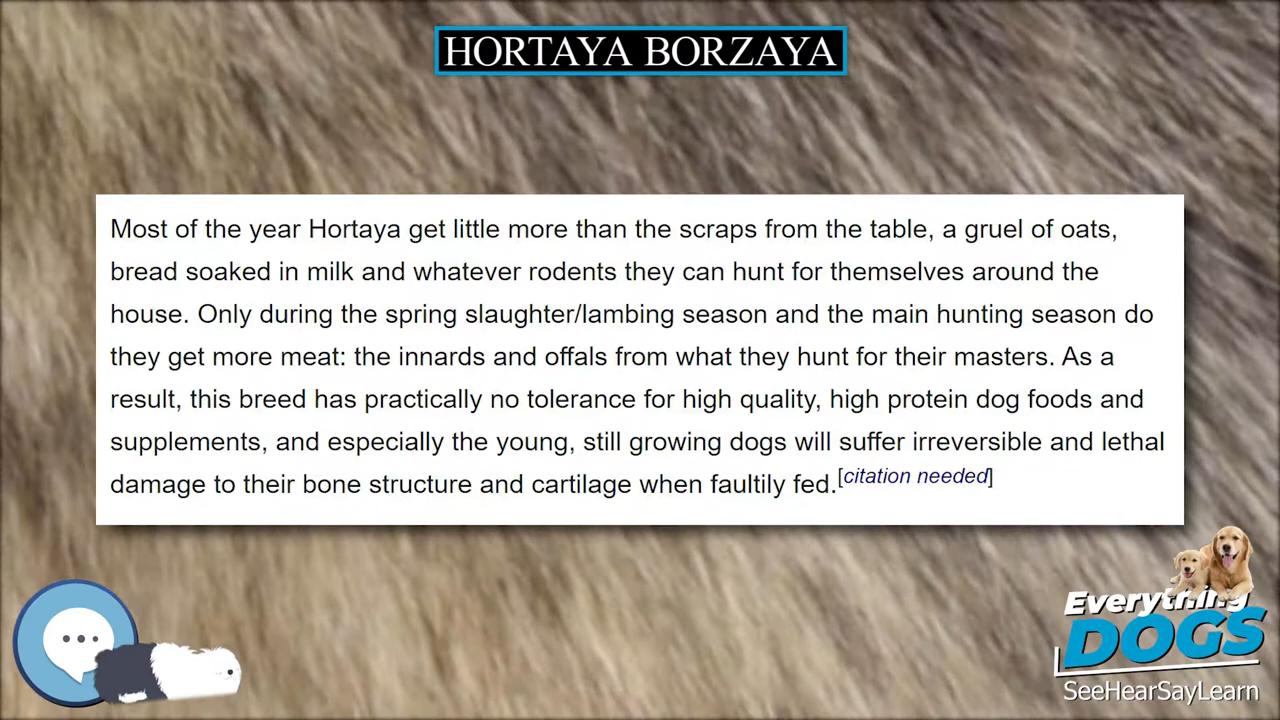 HORTAYA BORZAYA
Most of the year Hortaya get little more than the scraps from the table, a gruel of oats,
bread soaked in milk and whatever rodents they can hunt for themselves around the
house. Only during the spring slaughter/lambing season and the main hunting season do
they get more meat: the innards and offals from what they hunt for their masters. As a
result, this breed has practically no tolerance for high quality, high protein dog foods and
supplements, and especially the young, still growing dogs will suffer irreversible and lethal
damage to their bone structure and cartilage when faultily fed.[citation needed]
Everything
DOGS
SeeHearSayLearn